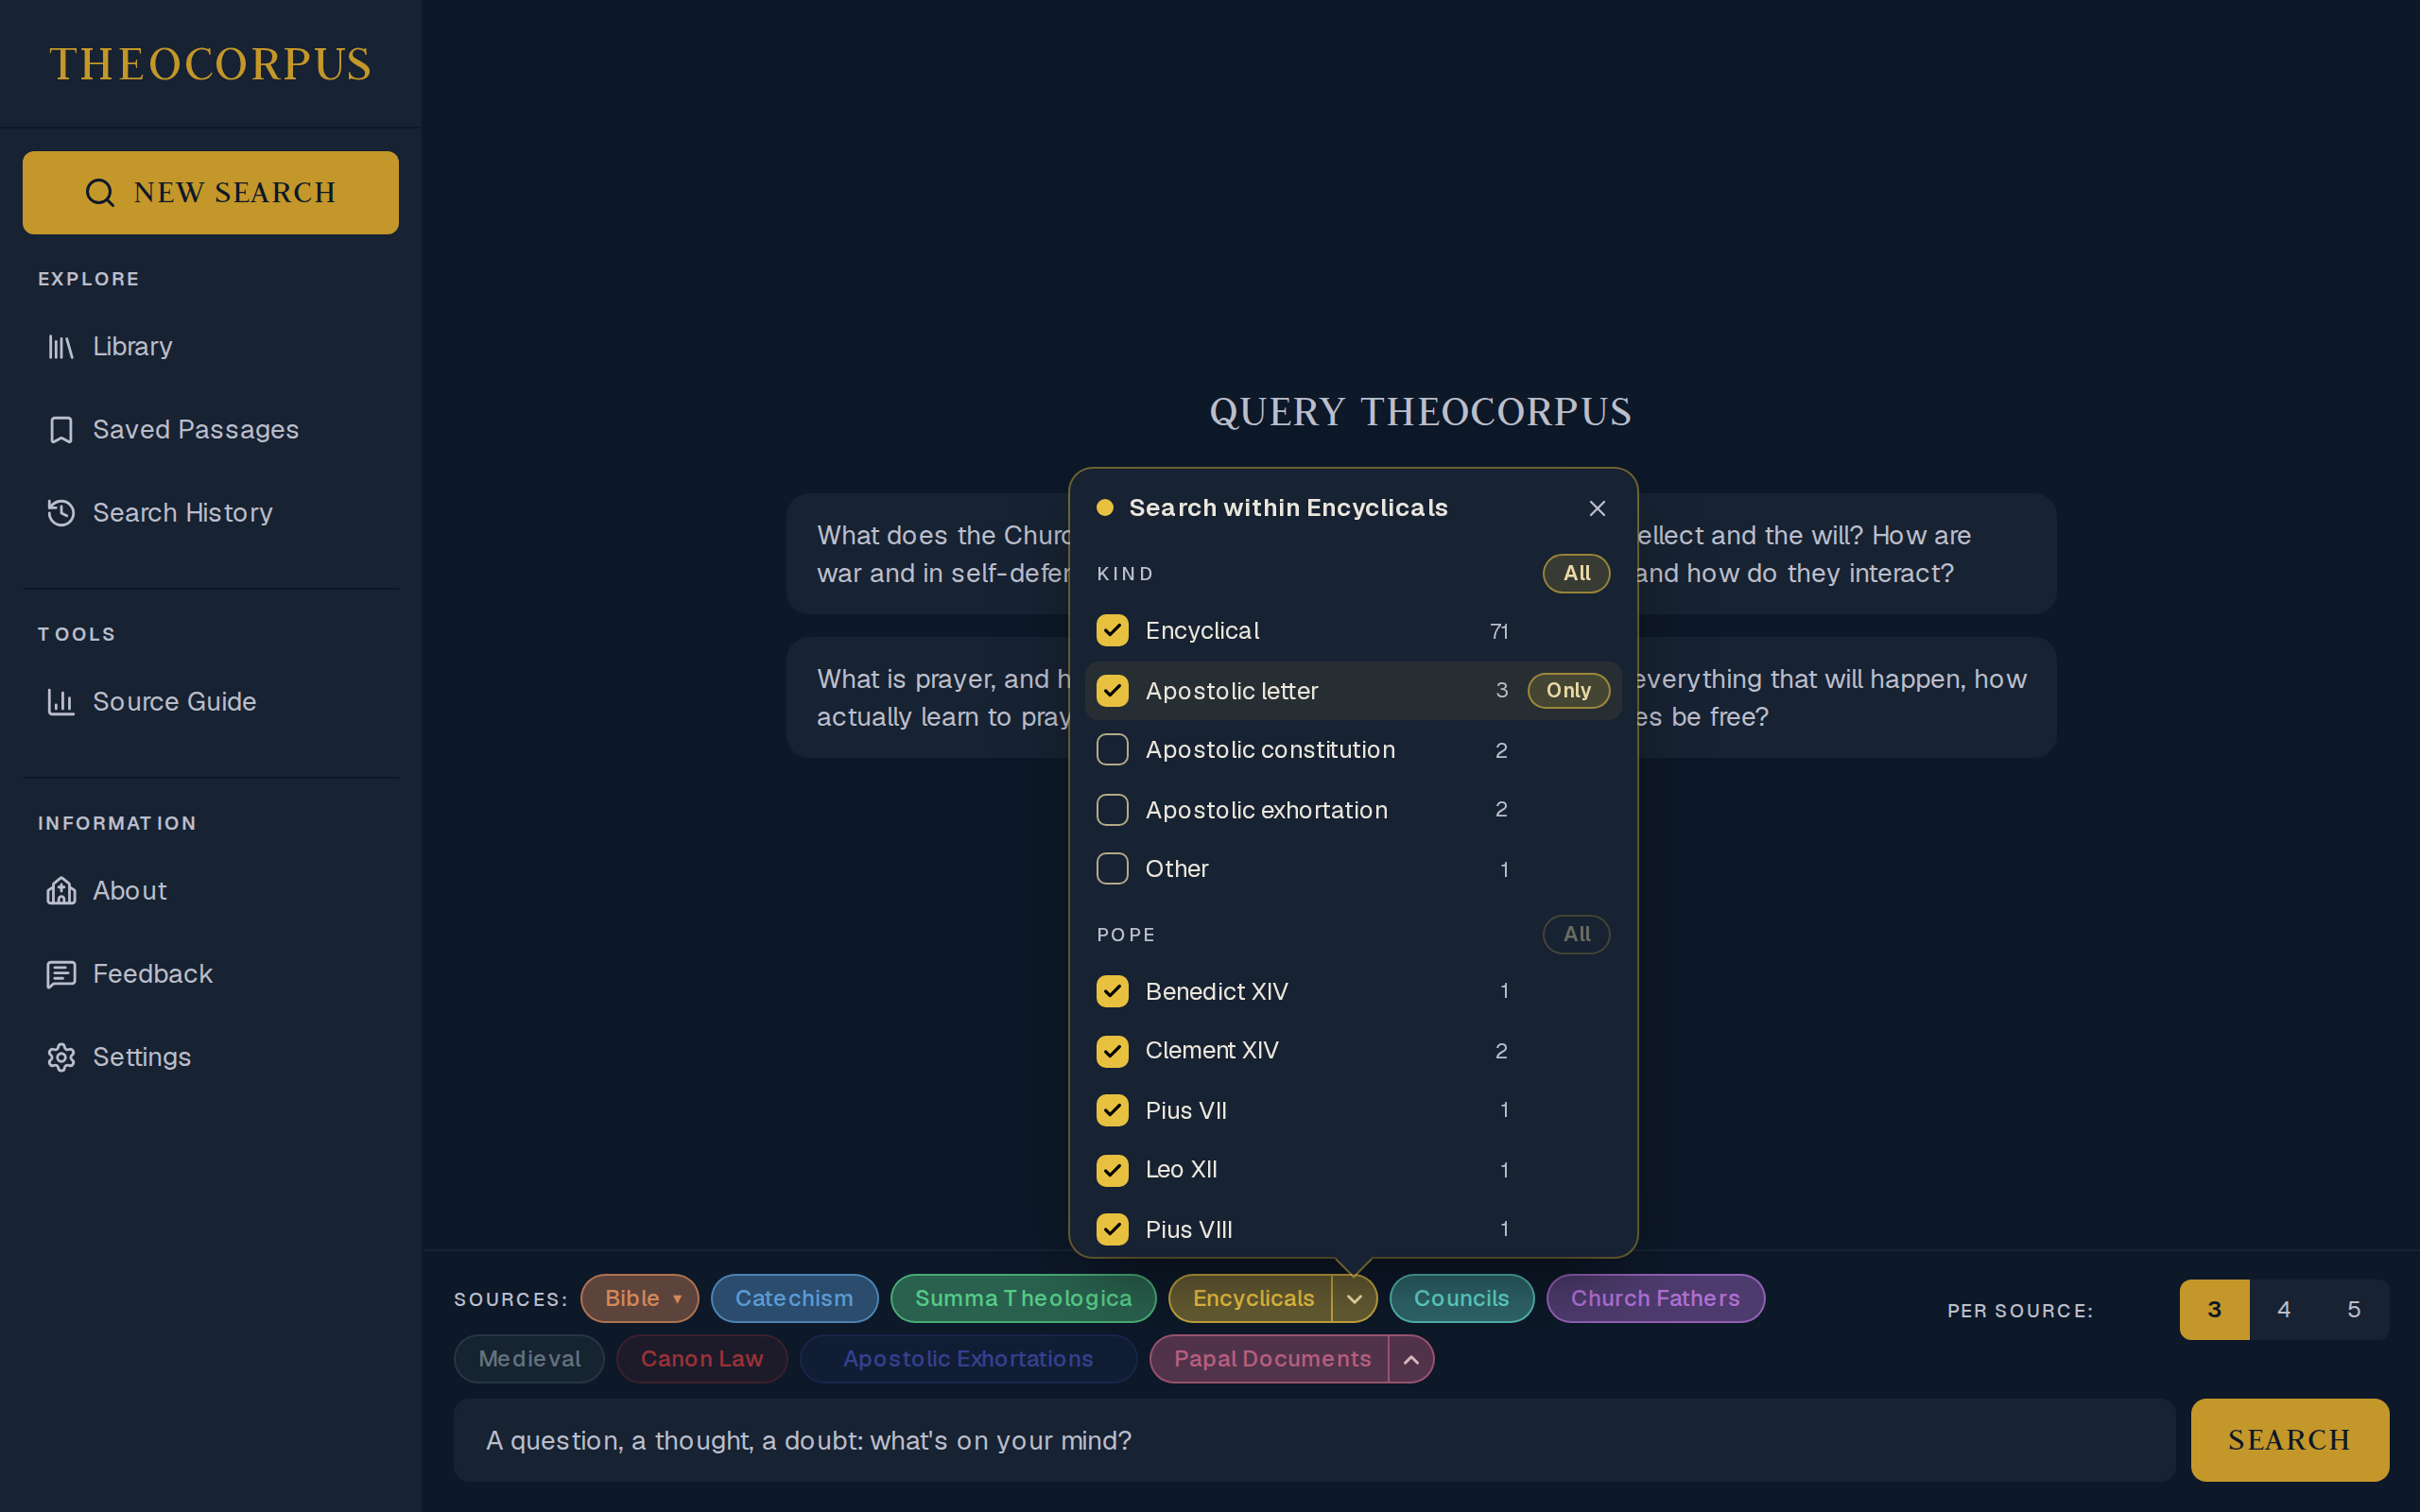 THEOCORPUS
NEW SEARCH
EXPLORE
Library
Saved Passages
Search History
TOOLS
Source Guide
INFORMATION
About
Feedback
Settings
QUERY THEOCORPUS
What does the Churc
war and in self-defen
ellect and the will? How are
and how do they interact?
What is prayer, and h
actually learn to pray
everything that will happen, how
es be free?
Search within Encyclicals
KIND All
Encyclical 71
Apostolic letter 3 Only
Apostolic constitution 2
Apostolic exhortation 2
Other 1
POPE All
Benedict XIV 1
Clement XIV 2
Pius VII 1
Leo XII 1
Pius VIII 1
SOURCES: Bible Catechism Summa Theologica Encyclicals Councils Church Fathers
Medieval Canon Law Apostolic Exhortations Papal Documents
PER SOURCE: 3 4 5
A question, a thought, a doubt: what's on your mind?
SEARCH